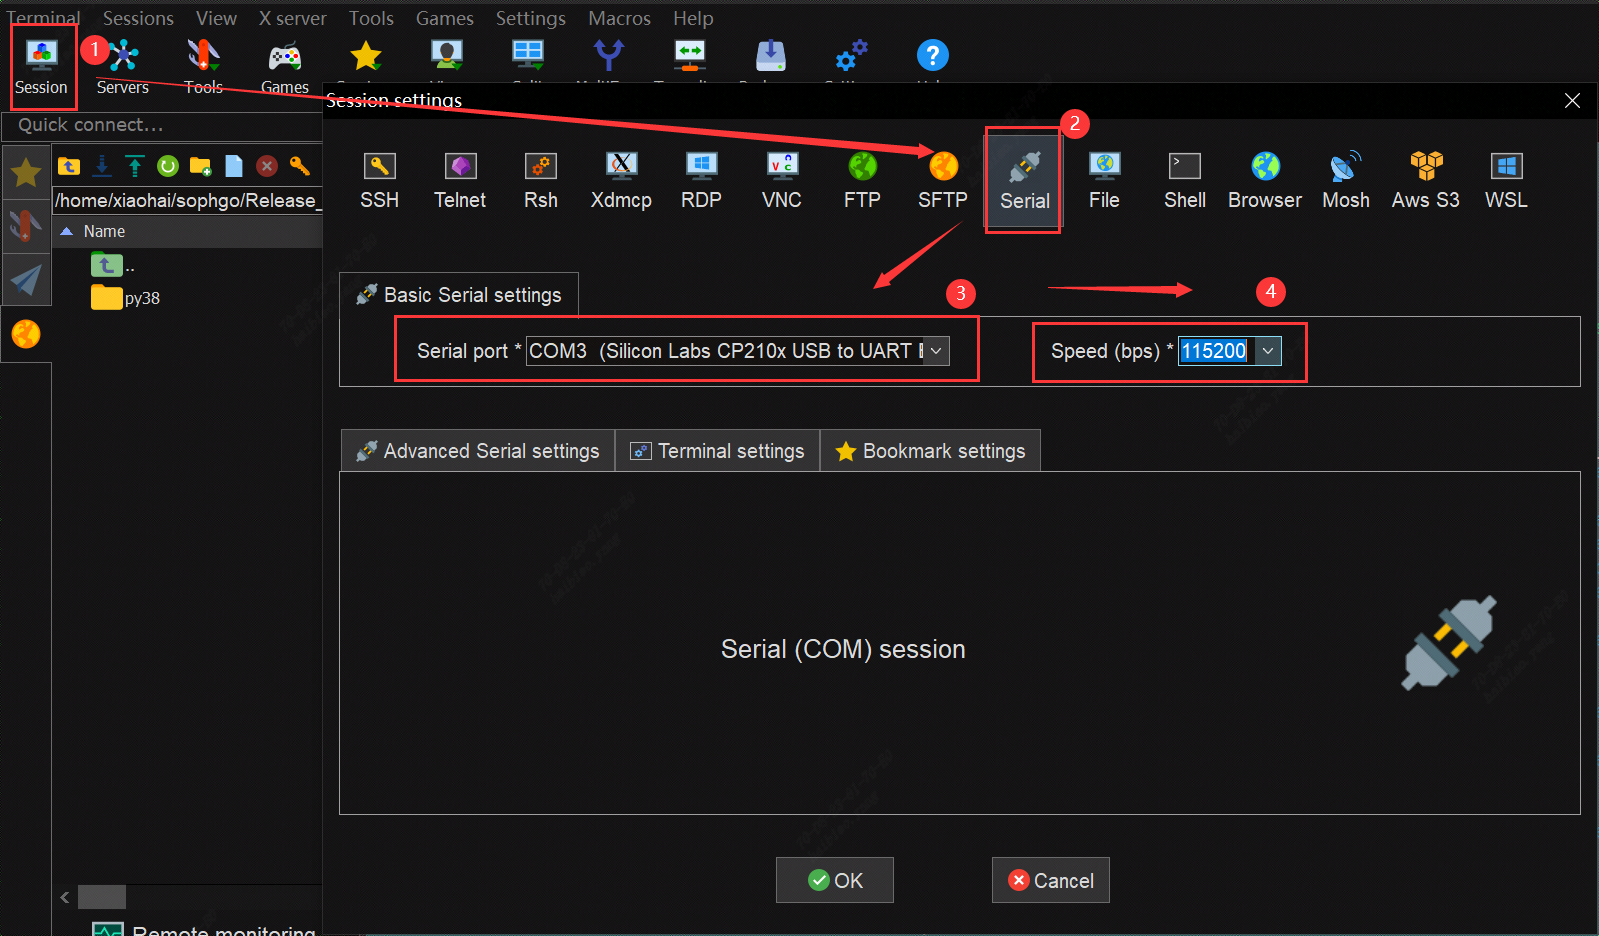 Terminal Sessions View X server Tools Games Settings Macros Help
1
Session Servers Tools Games
Session settings
Quick connect...
2
SSH Telnet Rsh Xdmcp RDP VNC FTP SFTP Serial File Shell Browser Mosh Aws S3 WSL
/home/xiaohai/sophgo/Release_
Name
..
py38
Basic Serial settings
3
4
Serial port * COM3 (Silicon Labs CP210x USB to UART
Speed (bps) * 115200
Advanced Serial settings Terminal settings Bookmark settings
Serial (COM) session
OK Cancel
Remote monitoring